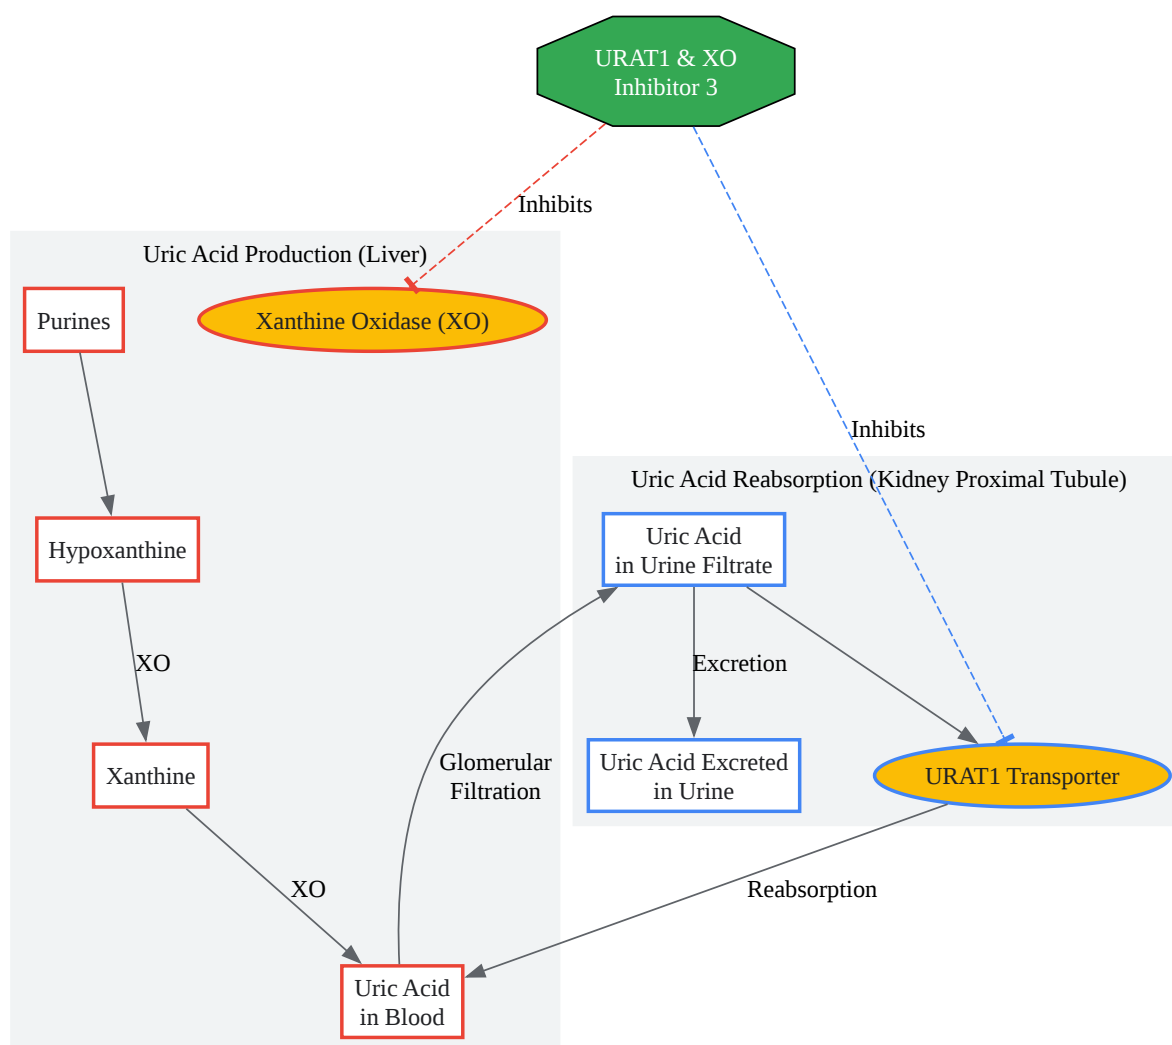 URAT1 & XO
Inhibitor 3
Inhibits
Uric Acid Production (Liver)
Purines
Xanthine Oxidase (XO)
Inhibits
Uric Acid Reabsorption (Kidney Proximal Tubule)
Hypoxanthine
Uric Acid
in Urine Filtrate
XO
Excretion
Xanthine
Glomerular
Filtration
Uric Acid Excreted
in Urine
URAT1 Transporter
XO
Reabsorption
Uric Acid
in Blood